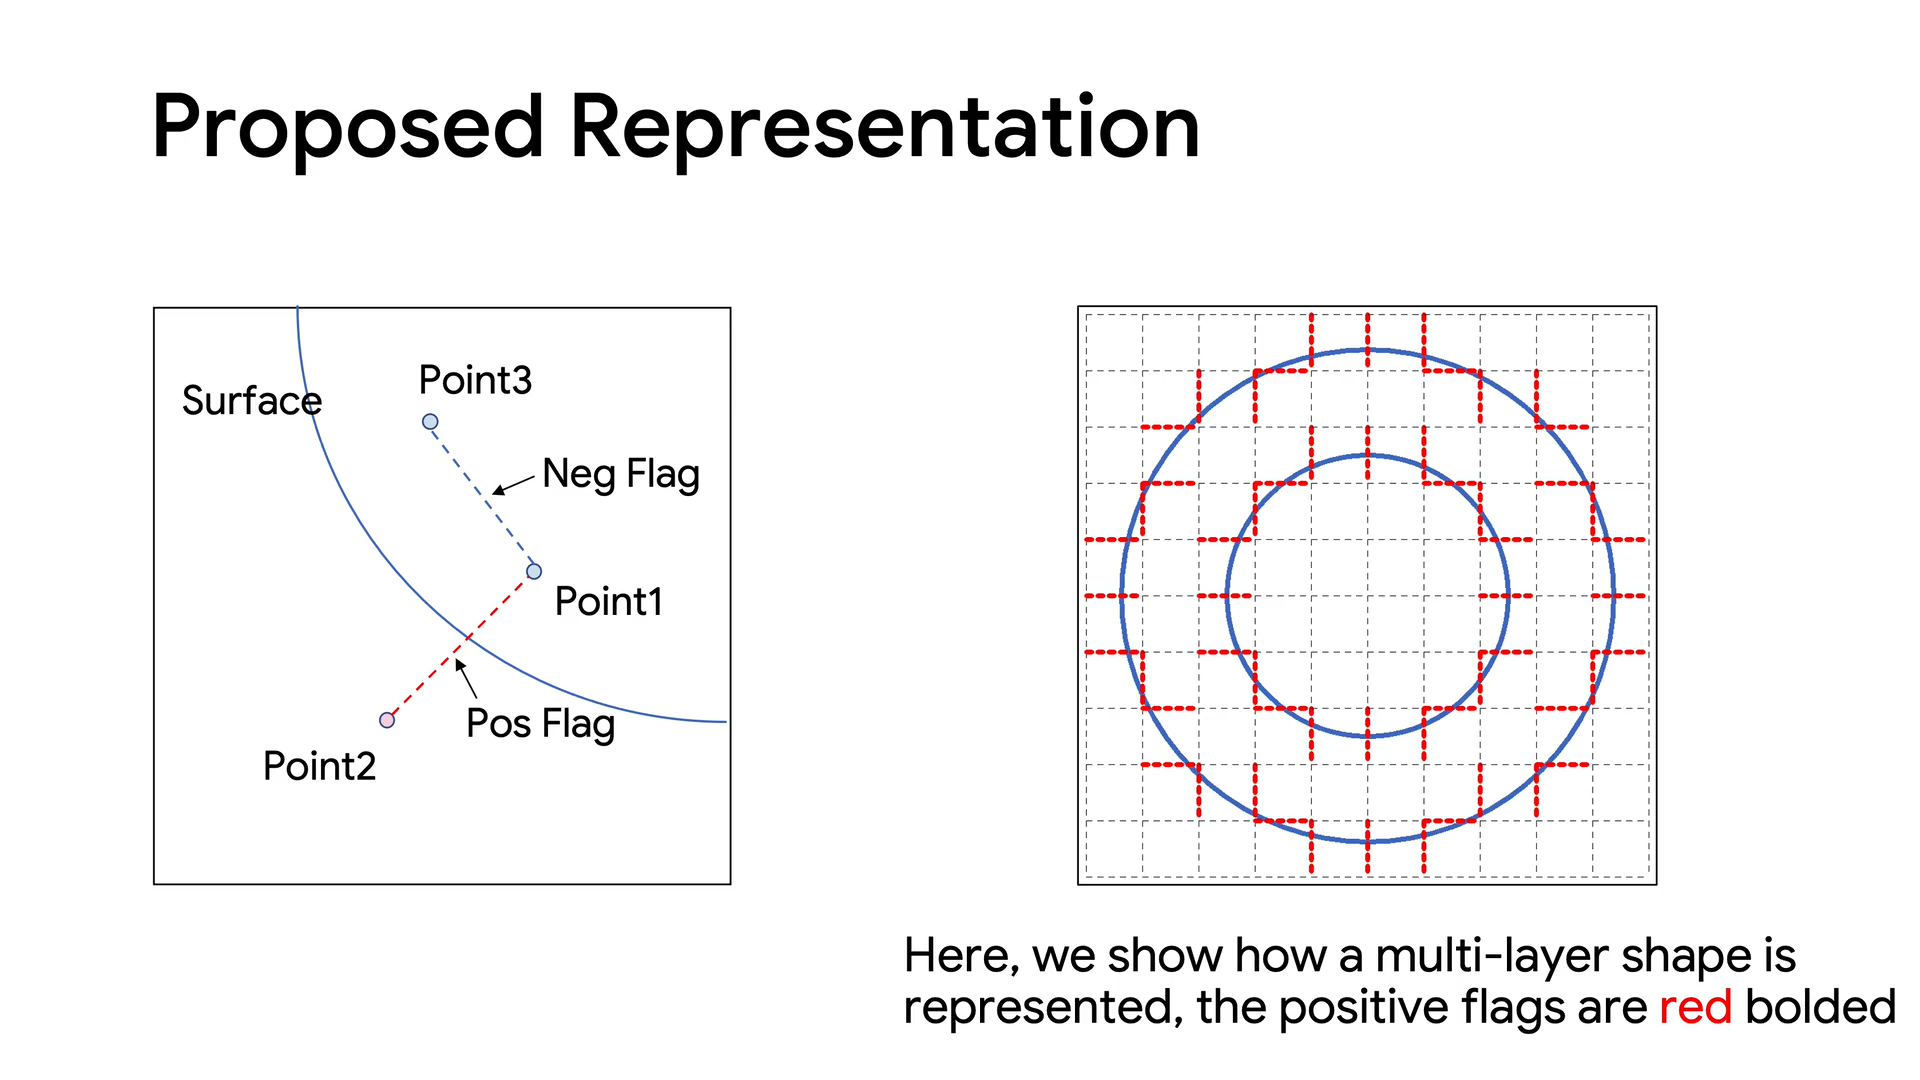 Proposed Representation
Point3
Surface
Neg Flag
Point1
Pos Flag
Point2
Here, we show how a multi-layer shape is
represented, the positive flags are red bolded